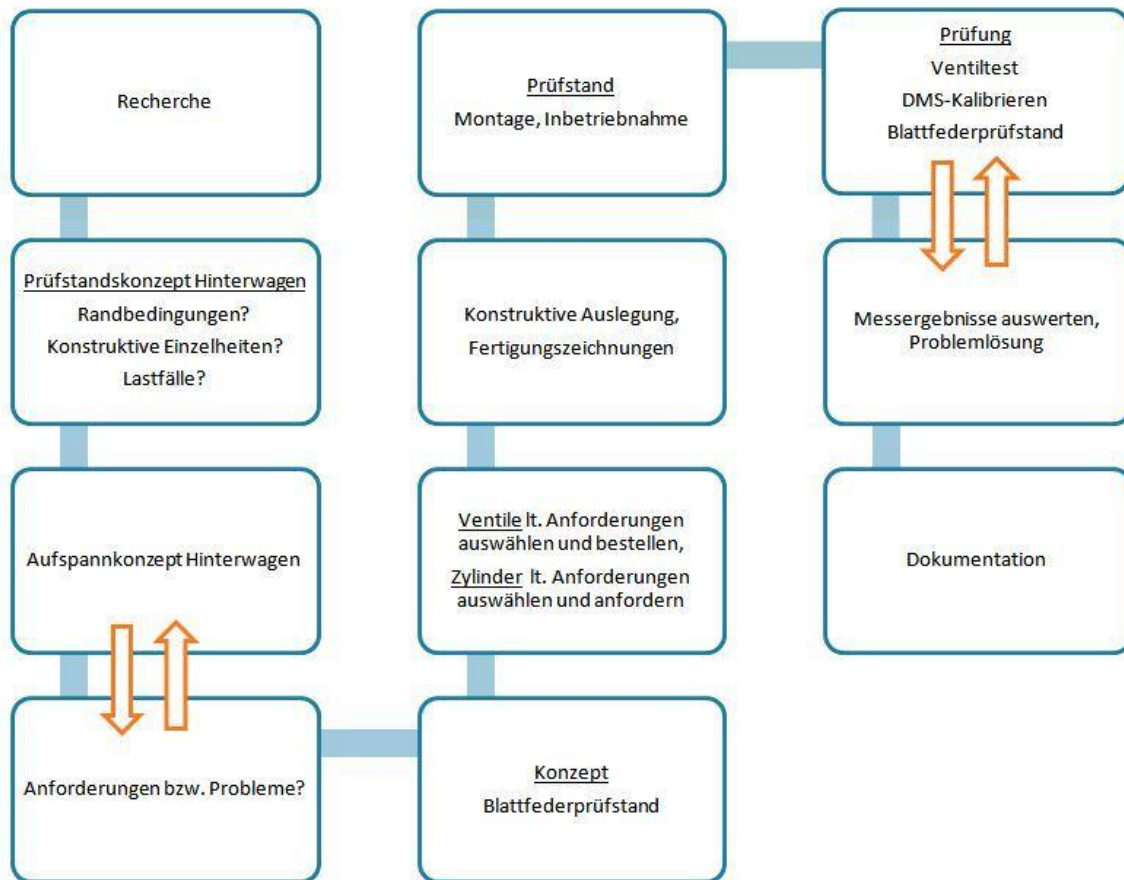 Recherche
Prüfstandskonzept Hinterwagen
Randbedingungen?
Konstruktive Einzelheiten?
Lastfälle?
Aufspannkonzept Hinterwagen
Anforderungen bzw. Probleme?
Konzept
Blattfederprüfstand
Ventile lt. Anforderungen
auswählen und bestellen,
Zylinder lt. Anforderungen
auswählen und anfordern
Konstruktive Auslegung,
Fertigungszeichnungen
Prüfstand
Montage, Inbetriebnahme
Prüfung
Ventiltest
DMS-Kalibrieren
Blattfederprüfstand
Messergebnisse auswerten,
Problemlösung
Dokumentation